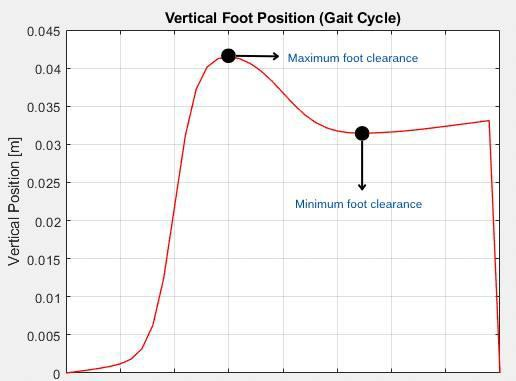 Vertical Foot Position (Gait Cycle)
0.045
0.04
0.035
0.03
0.025
0.02
0.015
0.01
0.005
0
Vertical Position [m]
Maximum foot clearance
Minimum foot clearance